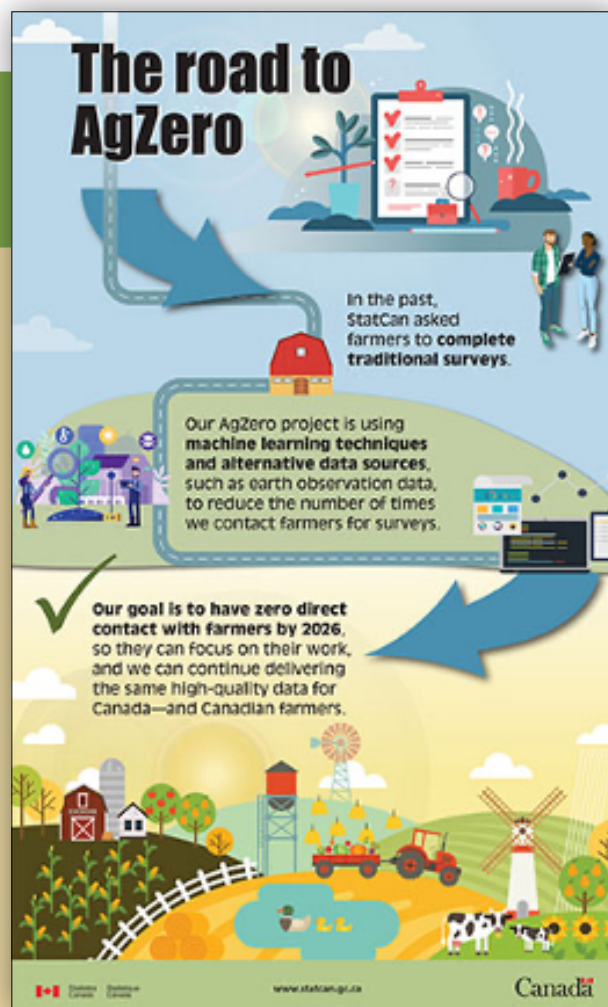 The road to
AgZero
In the past,
StatCan asked
farmers to complete
traditional surveys.
Our AgZero project is using
machine learning techniques
and alternative data sources,
such as earth observation data,
to reduce the number of times
we contact farmers for surveys.
Our goal is to have zero direct
contact with farmers by 2026,
so they can focus on their work,
and we can continue delivering
the same high-quality data for
Canada—and Canadian farmers.
Statistics Statistique
Canada Canada
www.statcan.gc.ca
Canada